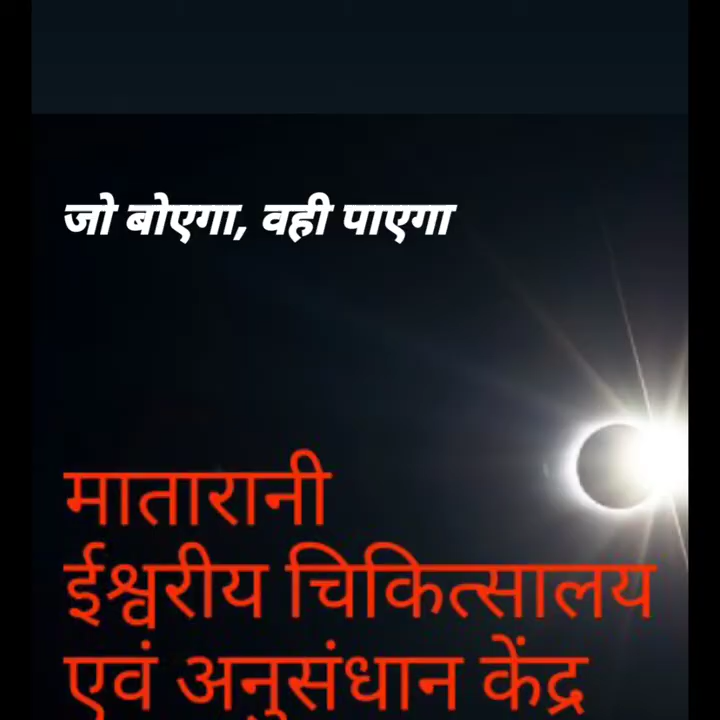 जो बोएगा, वही पाएगा
मातारानी
ईश्वरीय चिकित्सालय
एवं अनुसंधान केंद्र